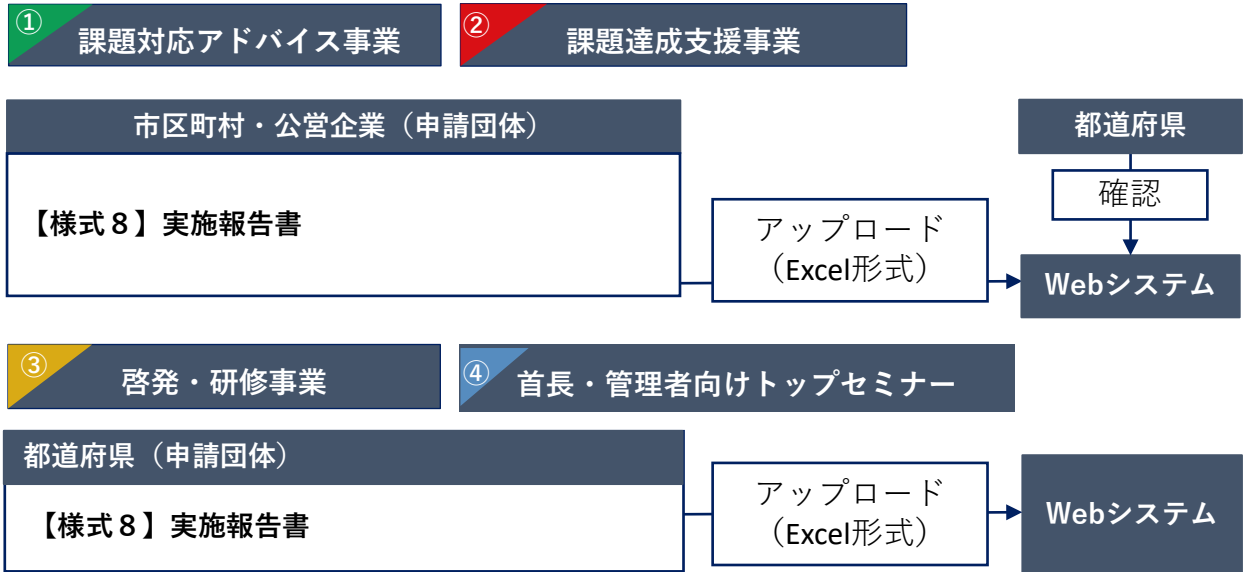 ①
課題対応アドバイス事業
②
課題達成支援事業
市区町村・公営企業（申請団体）
【様式８】実施報告書
アップロード
（Excel形式）
都道府県
確認
Webシステム
③
啓発・研修事業
④
首長・管理者向けトップセミナー
都道府県（申請団体）
【様式８】実施報告書
アップロード
（Excel形式）
Webシステム